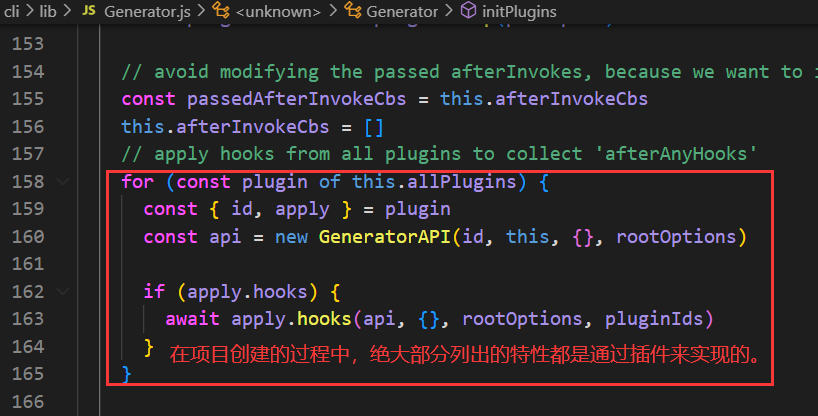 cli > lib > JS Generator.js > <unknown> > Generator > initPlugins
153
154 // avoid modifying the passed afterInvokes, because we want to
155 const passedAfterInvokeCbs = this.afterInvokeCbs
156 this.afterInvokeCbs = []
157 // apply hooks from all plugins to collect 'afterAnyHooks'
158 for (const plugin of this.allPlugins) {
159 const { id, apply } = plugin
160 const api = new GeneratorAPI(id, this, {}, rootOptions)
161
162 if (apply.hooks) {
163 await apply.hooks(api, {}, rootOptions, pluginIds)
164 } 在项目创建的过程中，绝大部分列出的特性都是通过插件来实现的。
165 }
166